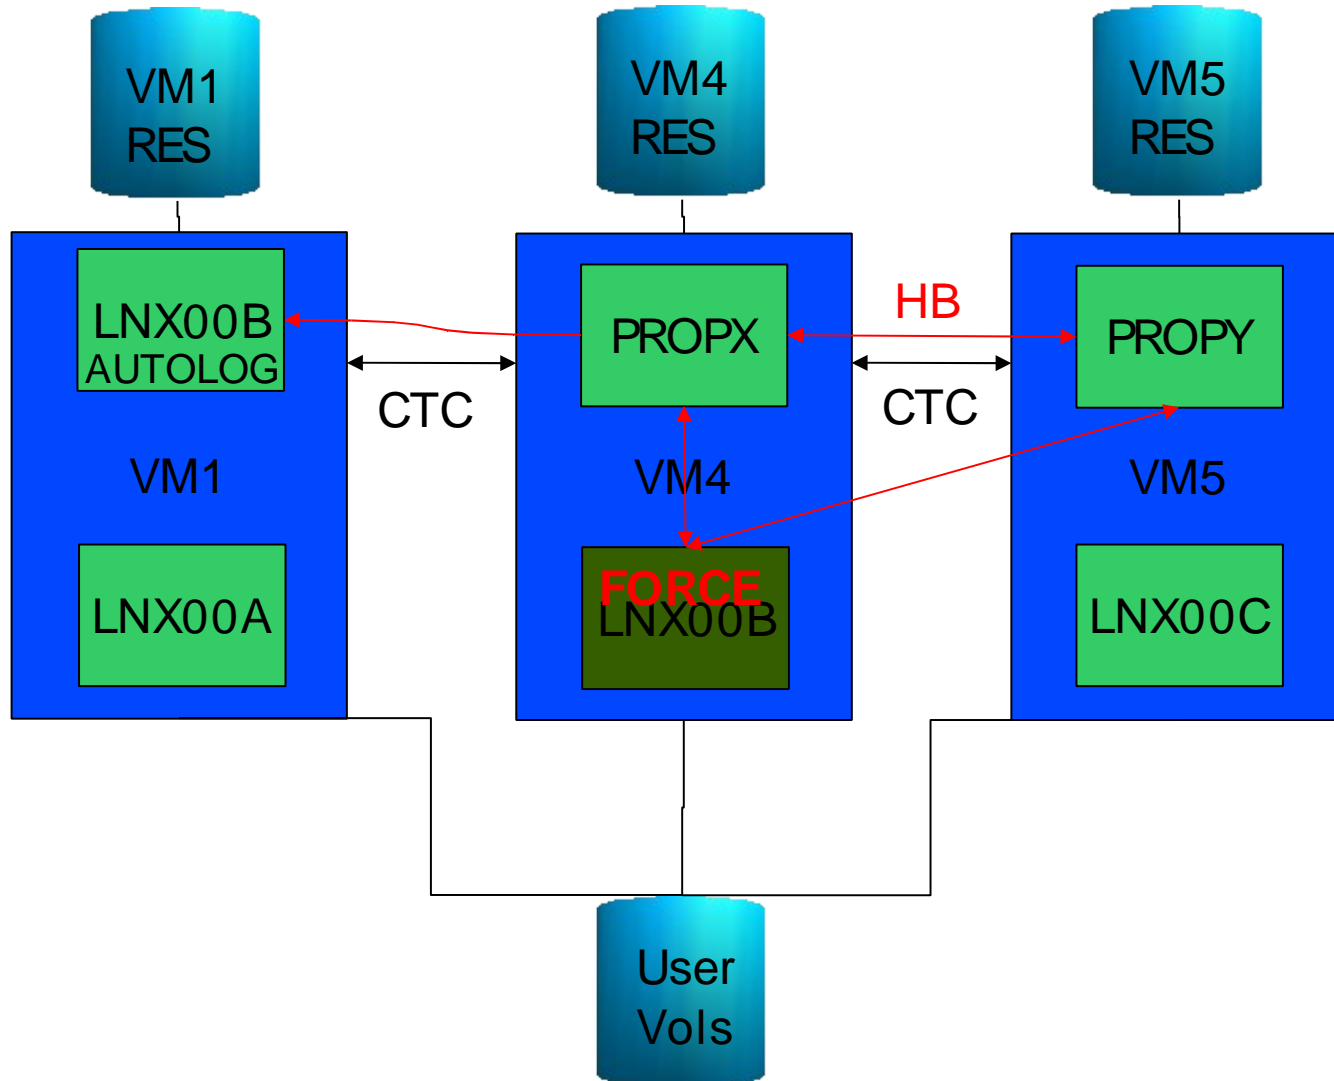 VM1
RES
VM4
RES
VM5
RES
LNX00B
AUTOLOG
PROPX
HB
PROPY
CTC
CTC
VM1
VM4
VM5
LNX00A
FORCE
LNX00B
LNX00C
User
Vols